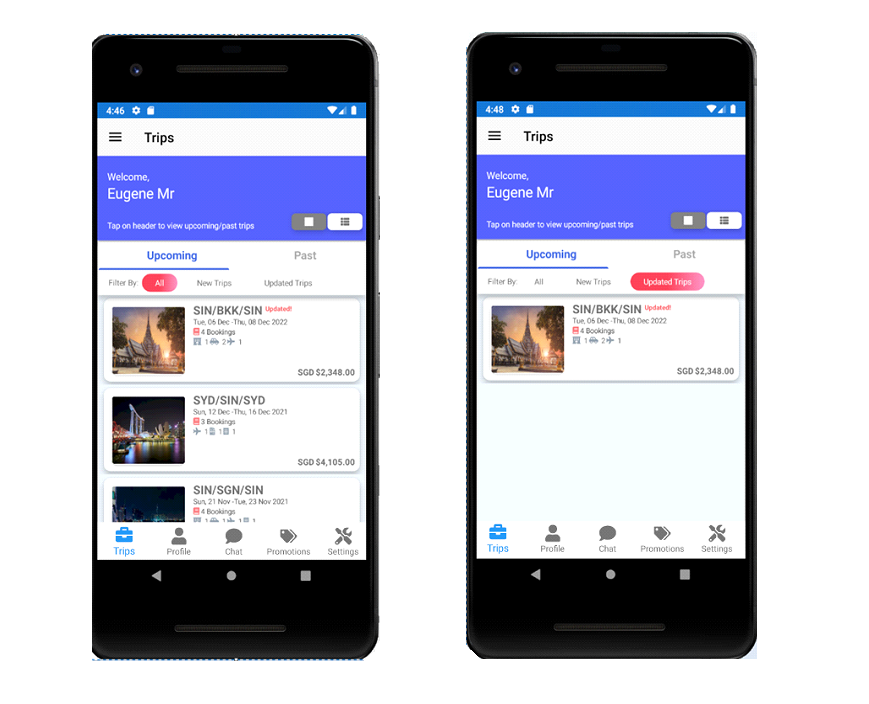 4:46
Trips
Welcome,
Eugene Mr
Tap on header to view upcoming/past trips
Upcoming Past
Filter By: All New Trips Updated Trips
SIN/BKK/SIN Updated!
Tue, 06 Dec -Thu, 08 Dec 2022
4 Bookings
1 2 1
SGD $2,348.00
SYD/SIN/SYD
Sun, 12 Dec -Thu, 16 Dec 2021
3 Bookings
1 1 1
SGD $4,105.00
SIN/SGN/SIN
Sun, 21 Nov -Tue, 23 Nov 2021
4 Bookings
Trips Profile Chat Promotions Settings
4:48
Trips
Welcome,
Eugene Mr
Tap on header to view upcoming/past trips
Upcoming Past
Filter By: All New Trips Updated Trips
SIN/BKK/SIN Updated!
Tue, 06 Dec -Thu, 08 Dec 2022
4 Bookings
1 2 1
SGD $2,348.00
Trips Profile Chat Promotions Settings